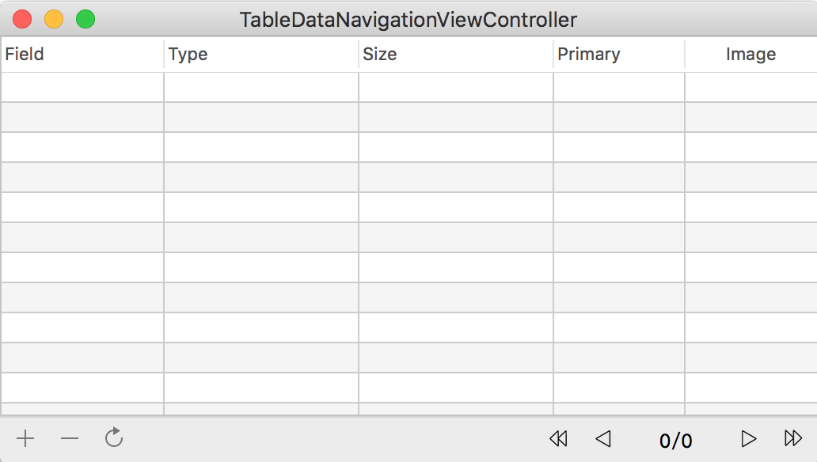 TableDataNavigationViewController
Field Type Size Primary Image
0/0